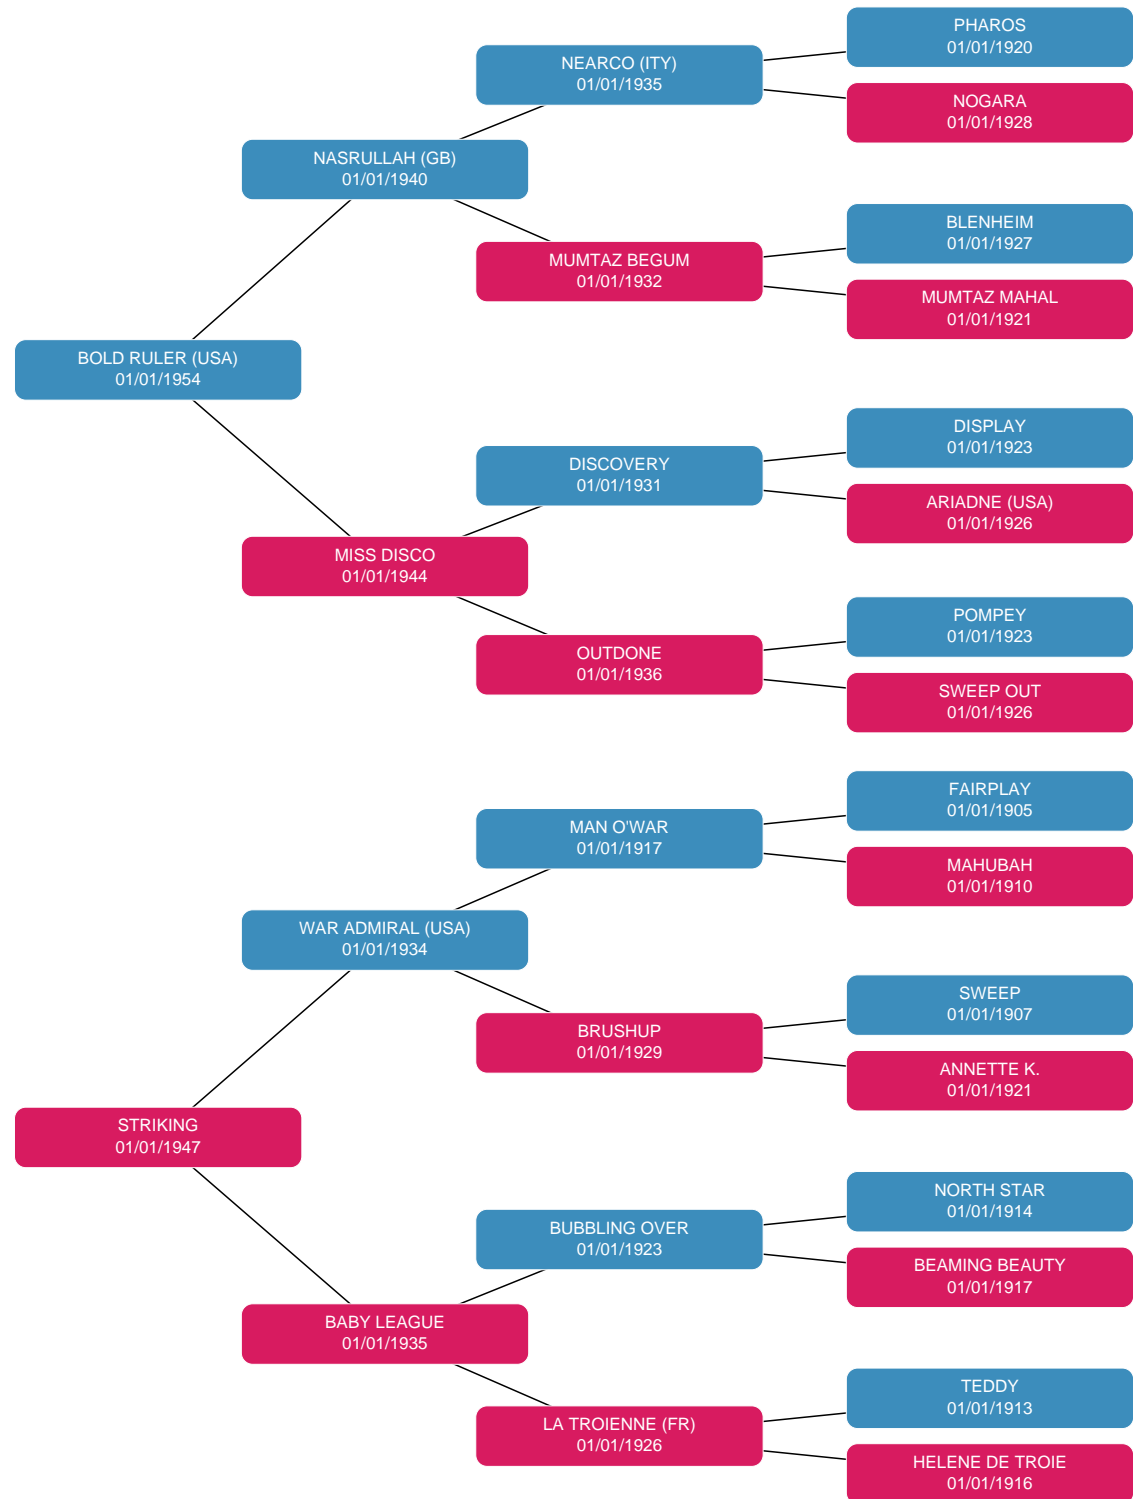 PHAROS
01/01/1920
NEARCO (ITY)
01/01/1935
NOGARA
01/01/1928
NASRULLAH (GB)
01/01/1940
BLENHEIM
01/01/1927
MUMTAZ BEGUM
01/01/1932
MUMTAZ MAHAL
01/01/1921
BOLD RULER (USA)
01/01/1954
DISPLAY
01/01/1923
DISCOVERY
01/01/1931
ARIADNE (USA)
01/01/1926
MISS DISCO
01/01/1944
POMPEY
01/01/1923
OUTDONE
01/01/1936
SWEEP OUT
01/01/1926
FAIRPLAY
01/01/1905
MAN O'WAR
01/01/1917
MAHUBAH
01/01/1910
WAR ADMIRAL (USA)
01/01/1934
SWEEP
01/01/1907
BRUSHUP
01/01/1929
ANNETTE K.
01/01/1921
STRIKING
01/01/1947
NORTH STAR
01/01/1914
BUBBLING OVER
01/01/1923
BEAMING BEAUTY
01/01/1917
BABY LEAGUE
01/01/1935
TEDDY
01/01/1913
LA TROIENNE (FR)
01/01/1926
HELENE DE TROIE
01/01/1916